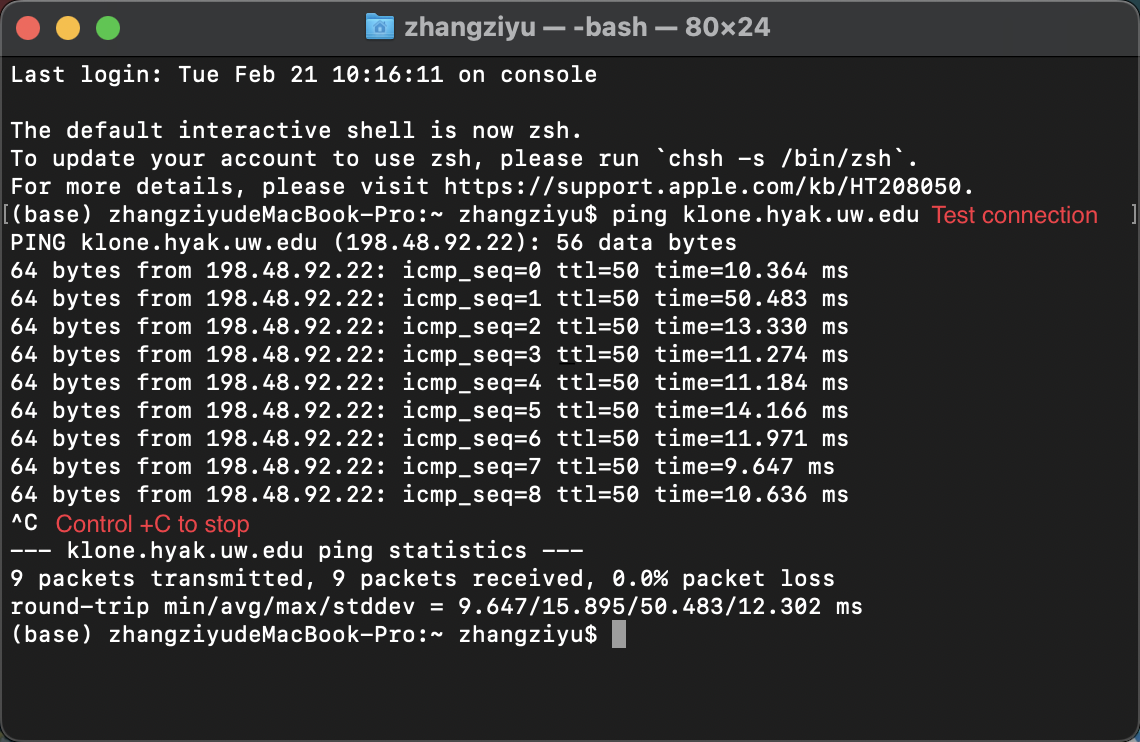 zhangziyu — -bash — 80×24
Last login: Tue Feb 21 10:16:11 on console
The default interactive shell is now zsh.
To update your account to use zsh, please run `chsh -s /bin/zsh`.
For more details, please visit https://support.apple.com/kb/HT208050.
[(base) zhangziyudeMacBook-Pro:~ zhangziyu$ ping klone.hyak.uw.edu Test connection ]
PING klone.hyak.uw.edu (198.48.92.22): 56 data bytes
64 bytes from 198.48.92.22: icmp_seq=0 ttl=50 time=10.364 ms
64 bytes from 198.48.92.22: icmp_seq=1 ttl=50 time=50.483 ms
64 bytes from 198.48.92.22: icmp_seq=2 ttl=50 time=13.330 ms
64 bytes from 198.48.92.22: icmp_seq=3 ttl=50 time=11.274 ms
64 bytes from 198.48.92.22: icmp_seq=4 ttl=50 time=11.184 ms
64 bytes from 198.48.92.22: icmp_seq=5 ttl=50 time=14.166 ms
64 bytes from 198.48.92.22: icmp_seq=6 ttl=50 time=11.971 ms
64 bytes from 198.48.92.22: icmp_seq=7 ttl=50 time=9.647 ms
64 bytes from 198.48.92.22: icmp_seq=8 ttl=50 time=10.636 ms
^C Control +C to stop
--- klone.hyak.uw.edu ping statistics ---
9 packets transmitted, 9 packets received, 0.0% packet loss
round-trip min/avg/max/stddev = 9.647/15.895/50.483/12.302 ms
(base) zhangziyudeMacBook-Pro:~ zhangziyu$